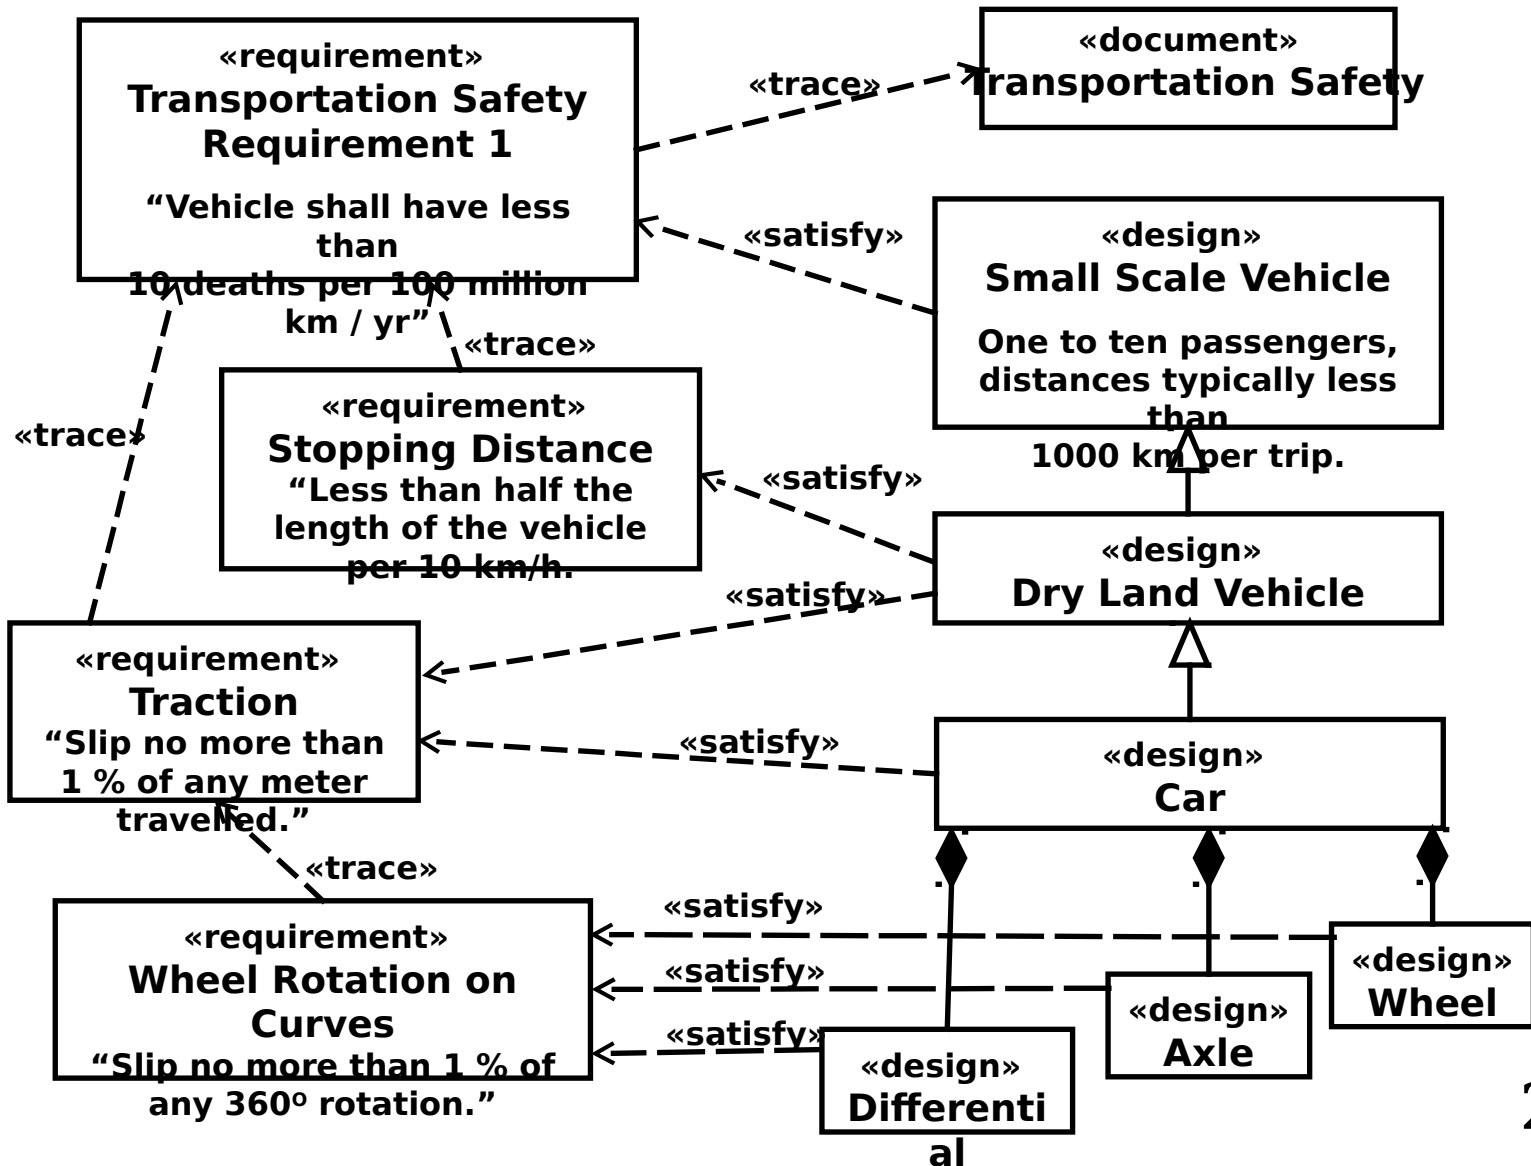 «requirement»
Transportation Safety
Requirement 1
“Vehicle shall have less
than
10 deaths per 100 million
km / yr”
«trace»
«document»
Transportation Safety
«satisfy»
«design»
Small Scale Vehicle
One to ten passengers,
distances typically less
than
1000 km per trip.
«trace»
«trace»
«requirement»
Stopping Distance
“Less than half the
length of the vehicle
per 10 km/h.
«satisfy»
«satisfy»
«design»
Dry Land Vehicle
«requirement»
Traction
“Slip no more than
1 % of any meter
travelled.”
«satisfy»
«design»
Car
«trace»
«requirement»
Wheel Rotation on
Curves
“Slip no more than 1 % of
any 360º rotation.”
«satisfy»
«satisfy»
«satisfy»
«design»
Wheel
«design»
Axle
«design»
Differenti
al